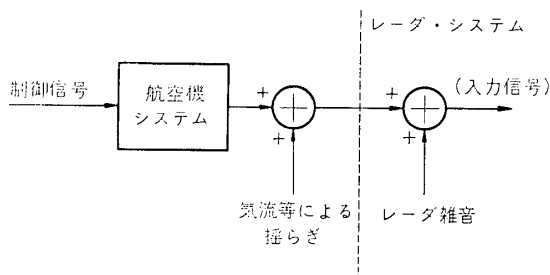 レーダ・システム
制御信号
航空機
システム
+
+
+
+
(入力信号)
気流等による
揺らぎ
レーダ雑音